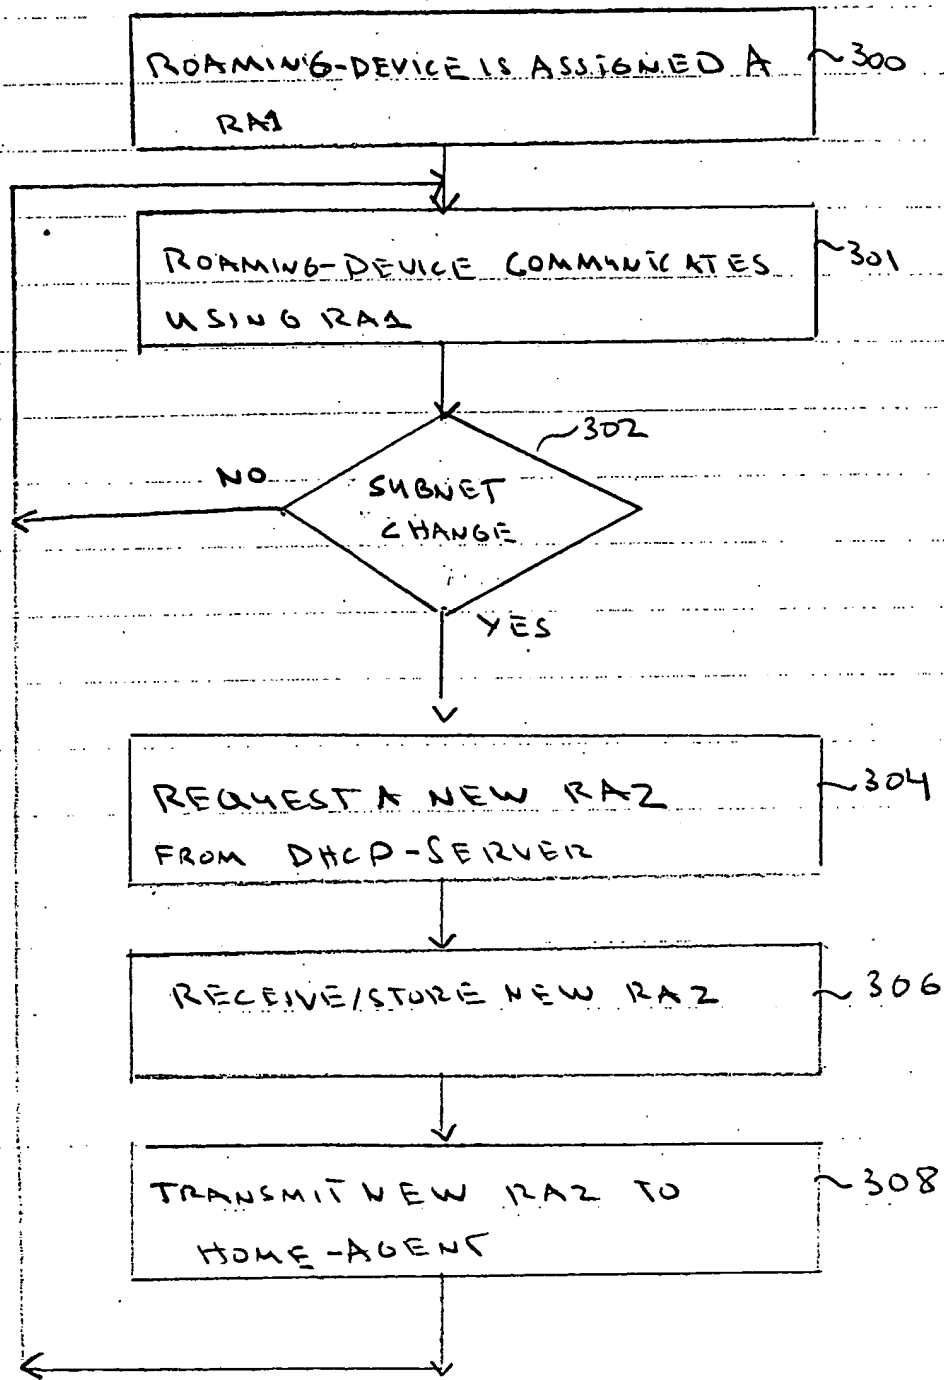 ROAMING-DEVICE IS ASSIGNED A
RA1
300
ROAMING-DEVICE COMMUNICATES
USING RA1
301
302
NO
SUBNET
CHANGE
YES
REQUEST A NEW RA2
FROM DHCP-SERVER
304
RECEIVE/STORE NEW RA2
306
TRANSMIT NEW RA2 TO
HOME-AGENT
308